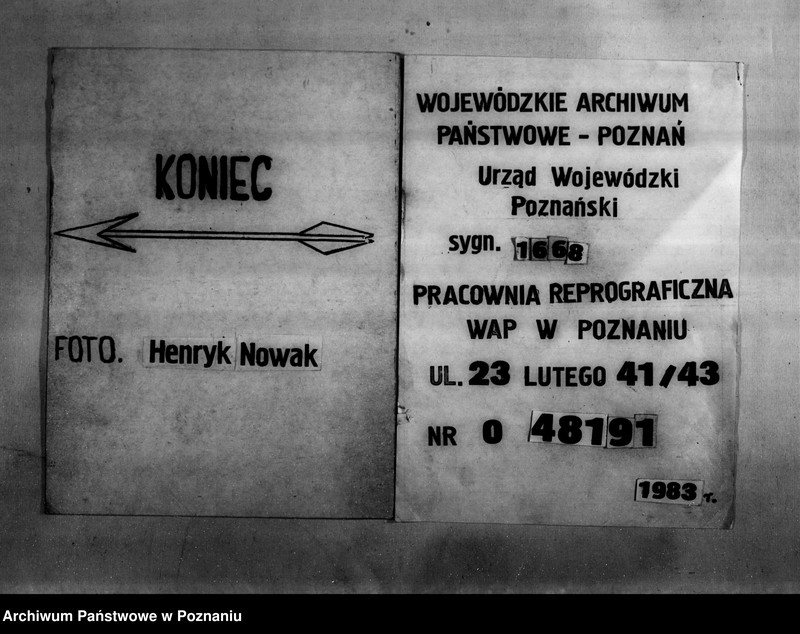 KONIEC
FOTO. Henryk Nowak
WOJEWÓDZKIE ARCHIWUM
PAŃSTWOWE - POZNAŃ
Urząd Wojewódzki
Poznański
sygn. 1668
PRACOWNIA REPROGRAFICZNA
WAP W POZNANIU
UL. 23 LUTEGO 41/43
NR 0 48191
1983 r.
Archiwum Państwowe w Poznaniu